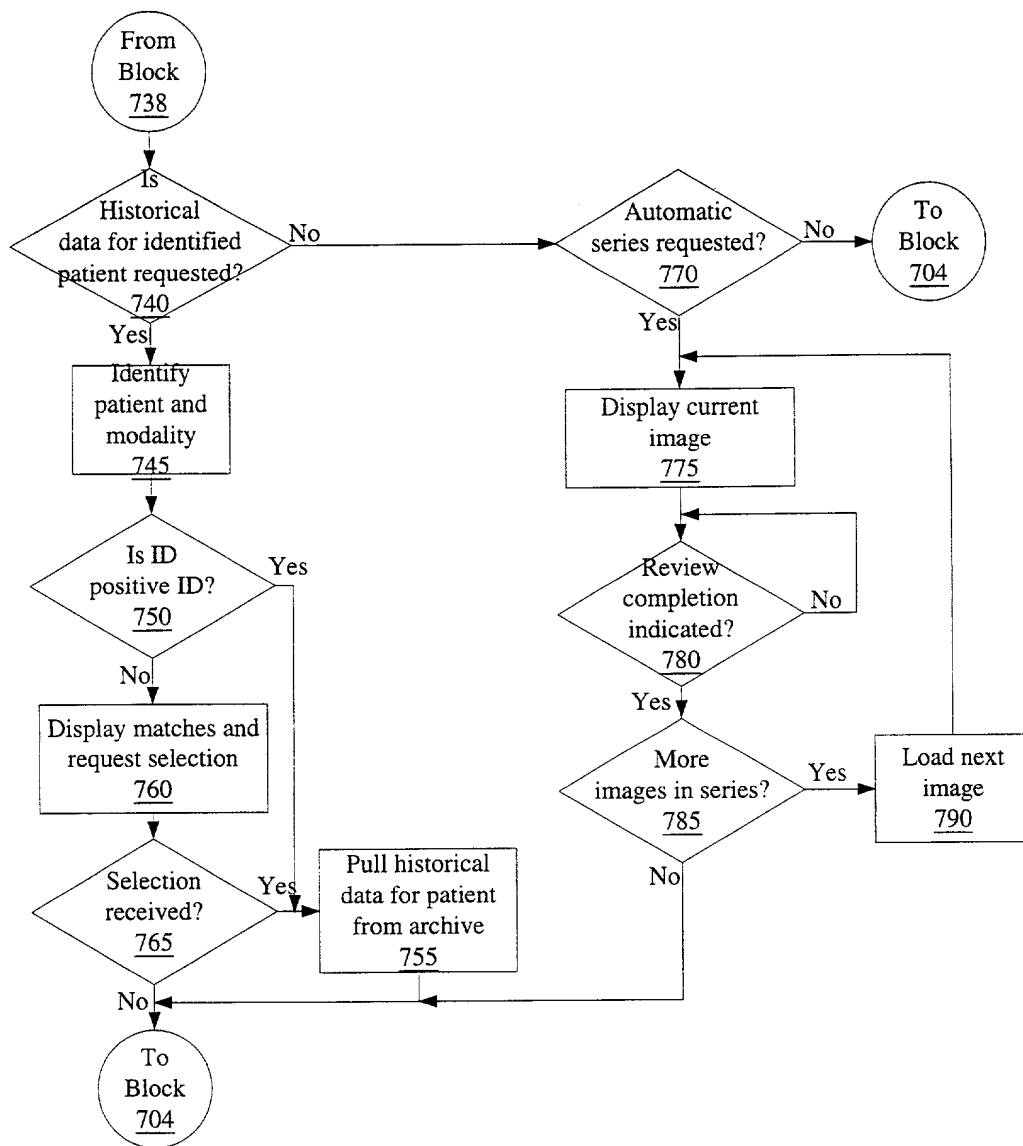 From
Block
738
Is
Historical
data for identified
patient requested?
740
No
Yes
Automatic
series requested?
770
No
Yes
To
Block
704
Identify
patient and
modality
745
Is ID
positive ID?
750
Yes
No
Display matches and
request selection
760
Selection
received?
765
Yes
No
Pull historical
data for patient
from archive
755
To
Block
704
Display current
image
775
Review
completion
indicated?
780
No
Yes
More
images in series?
785
Yes
No
Load next
image
790